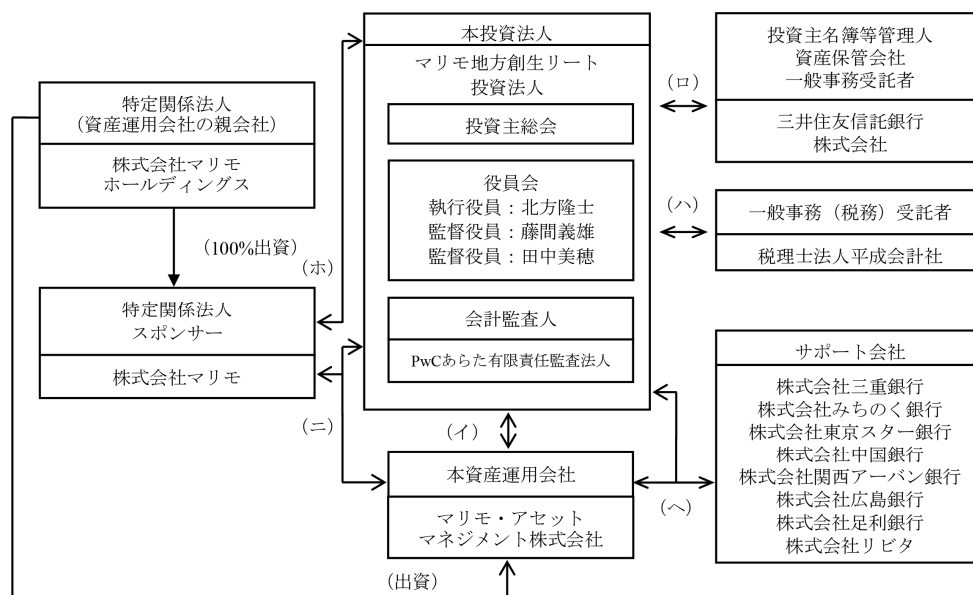 特定関係法人
（資産運用会社の親会社）
株式会社マリモ
ホールディングス
（100%出資）
特定関係法人
スポンサー
株式会社マリモ
（ホ）
（ニ）
本投資法人
マリモ地方創生リート
投資法人
投資主総会
役員会
執行役員：北方隆士
監督役員：藤間義雄
監督役員：田中美穂
会計監査人
PwCあらた有限責任監査法人
（イ）
本資産運用会社
マリモ・アセット
マネジメント株式会社
（出資）
（ロ）
投資主名簿等管理人
資産保管会社
一般事務受託者
三井住友信託銀行
株式会社
（ハ）
一般事務（税務）受託者
税理士法人平成会計社
サポート会社
株式会社三重銀行
株式会社みちのく銀行
株式会社東京スター銀行
株式会社中国銀行
株式会社関西アーバン銀行
株式会社広島銀行
株式会社足利銀行
株式会社リビタ
（ヘ）